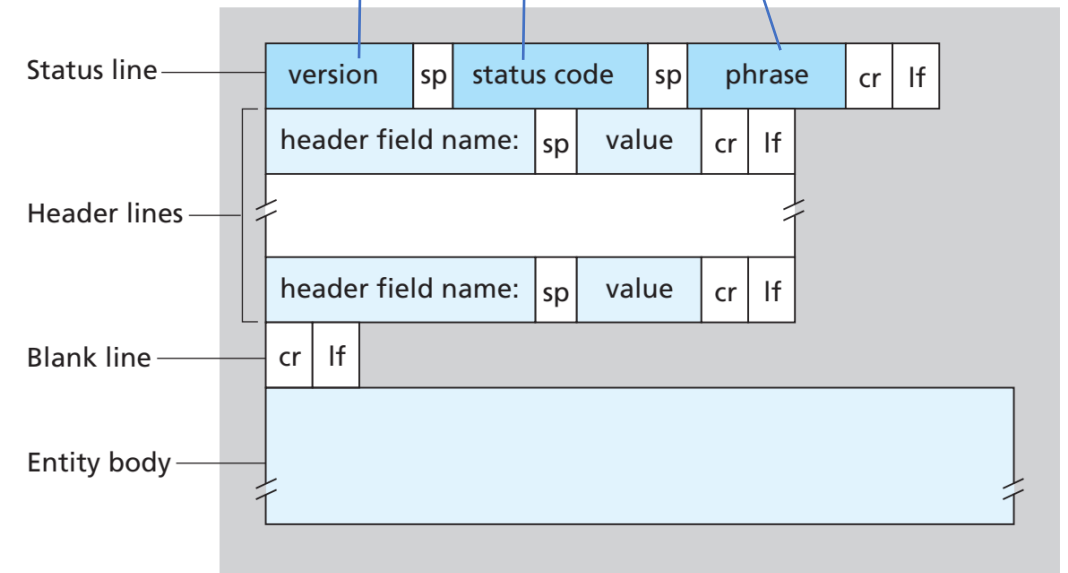 Status line version sp status code sp phrase cr lf
header field name: sp value cr lf
Header lines
header field name: sp value cr lf
Blank line cr lf
Entity body